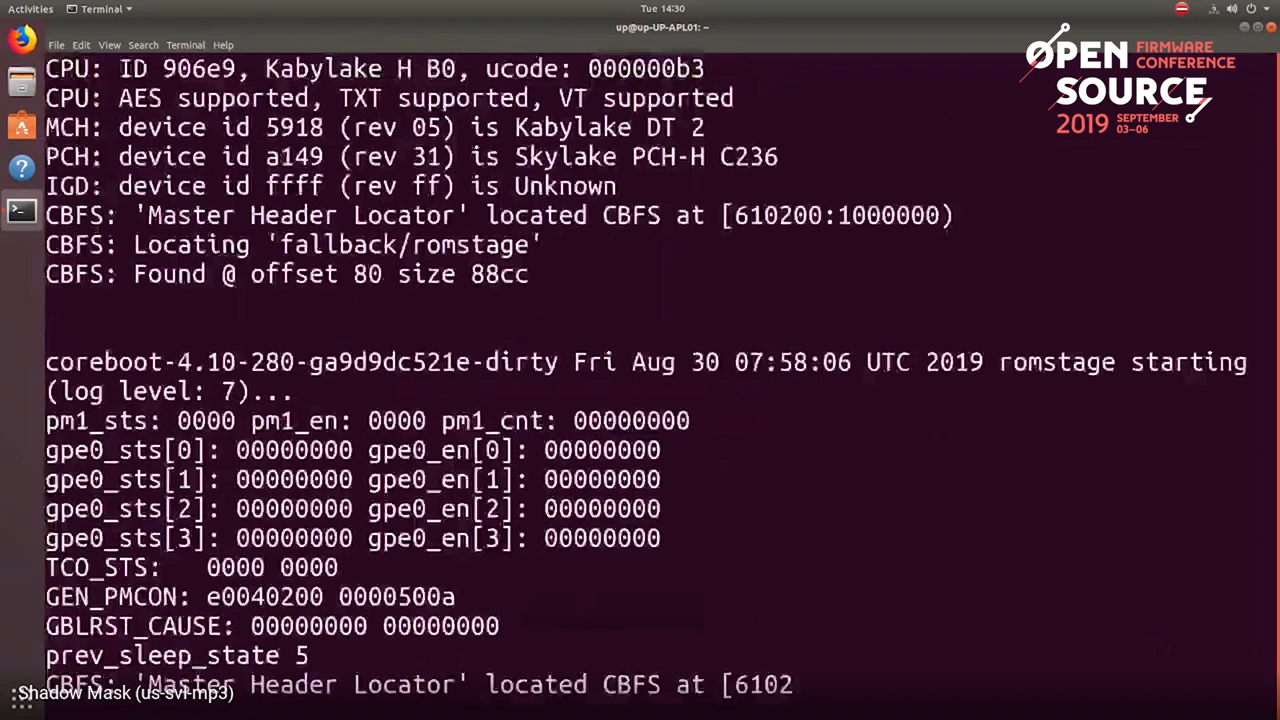 Activities Terminal Tue 14:30
up@up-UP-APL01: ~
File Edit View Search Terminal Help
OPEN SOURCE FIRMWARE CONFERENCE
2019 SEPTEMBER 03–06
CPU: ID 906e9, Kabylake H B0, ucode: 000000b3
CPU: AES supported, TXT supported, VT supported
MCH: device id 5918 (rev 05) is Kabylake DT 2
PCH: device id a149 (rev 31) is Skylake PCH-H C236
IGD: device id ffff (rev ff) is Unknown
CBFS: 'Master Header Locator' located CBFS at [610200:1000000)
CBFS: Locating 'fallback/romstage'
CBFS: Found @ offset 80 size 88cc
coreboot-4.10-280-ga9d9dc521e-dirty Fri Aug 30 07:58:06 UTC 2019 romstage starting
(log level: 7)...
pm1_sts: 0000 pm1_en: 0000 pm1_cnt: 00000000
gpe0_sts[0]: 00000000 gpe0_en[0]: 00000000
gpe0_sts[1]: 00000000 gpe0_en[1]: 00000000
gpe0_sts[2]: 00000000 gpe0_en[2]: 00000000
gpe0_sts[3]: 00000000 gpe0_en[3]: 00000000
TCO_STS: 0000 0000
GEN_PMCON: e0040200 0000500a
GBLRST_CAUSE: 00000000 00000000
prev_sleep_state 5
CBFS: 'Master Header Locator' located CBFS at [6102
Shadow Mask (us-svl-mp3)